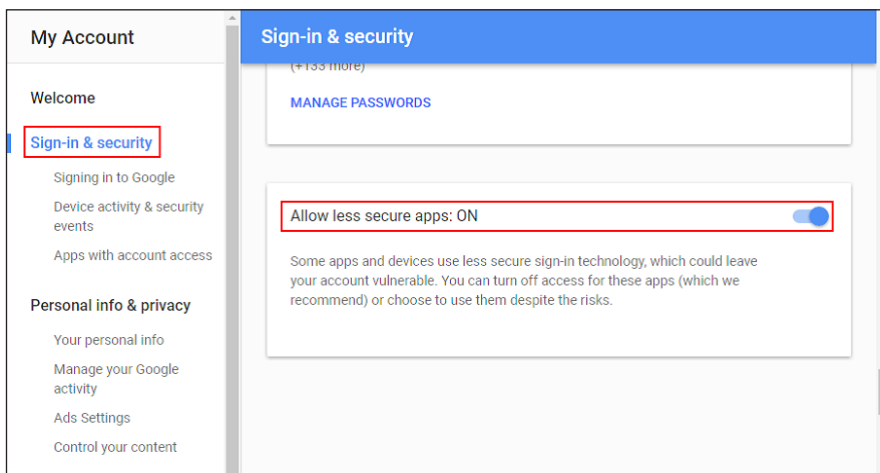 My Account
Welcome
Sign-in & security
Signing in to Google
Device activity & security
events
Apps with account access
Personal info & privacy
Your personal info
Manage your Google
activity
Ads Settings
Control your content
Sign-in & security
(+133 more)
MANAGE PASSWORDS
Allow less secure apps: ON
Some apps and devices use less secure sign-in technology, which could leave
your account vulnerable. You can turn off access for these apps (which we
recommend) or choose to use them despite the risks.